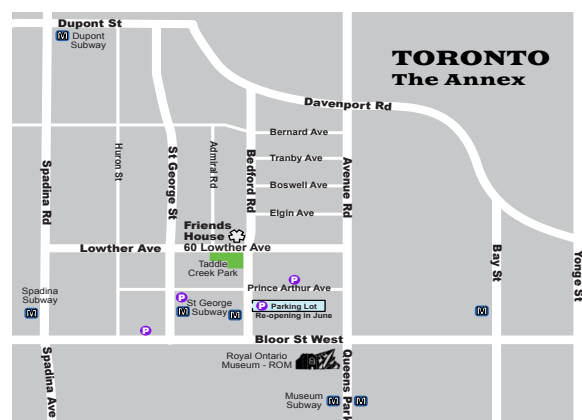 Dupont St
M Dupont
Subway
TORONTO
The Annex
Davenport Rd
Bernard Ave
Tranby Ave
Boswell Ave
Elgin Ave
Spadina Rd
Huron St
St George St
Admiral Rd
Bedford Rd
Avenue Rd
Friends
House
60 Lowther Ave
Lowther Ave
Taddle
Creek Park
Bay St
Yonge St
Prince Arthur Ave
Spadina
Subway
M
P
St George
Subway
M
M
P Parking Lot
Re-opening in June
P
M
P
Bloor St West
Royal Ontario
Museum - ROM
Spadina Ave
Queens Park
Museum
Subway
M
M